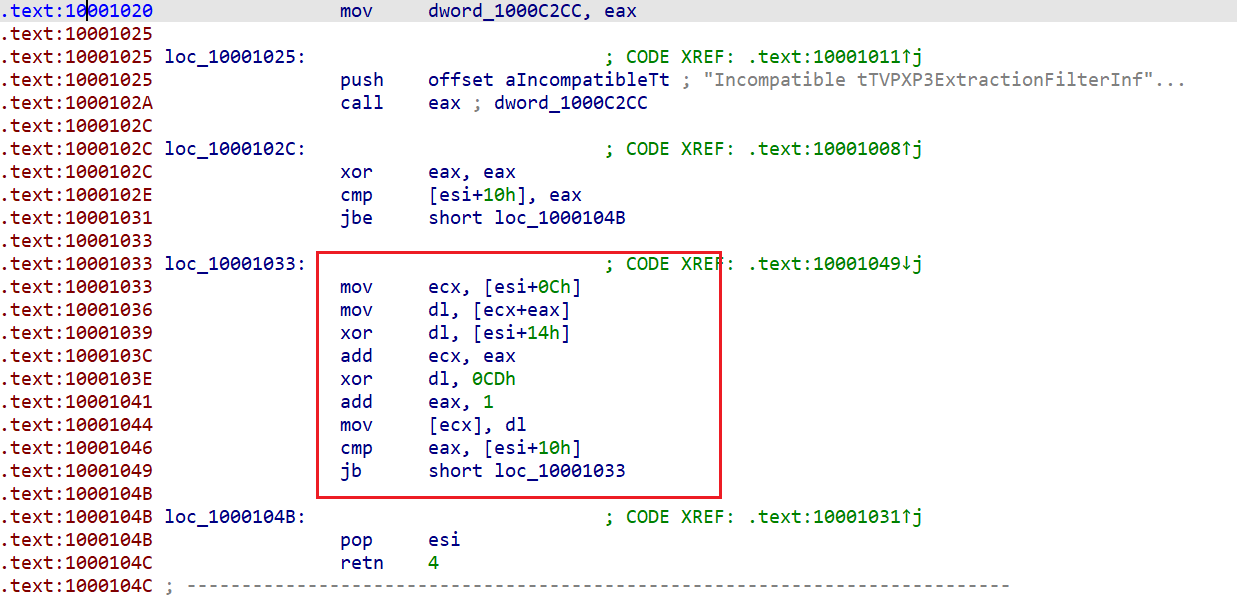 .text:10001020 mov dword_1000C2CC, eax
.text:10001025
.text:10001025 loc_10001025: ; CODE XREF: .text:10001011↑j
.text:10001025 push offset aIncompatibleTt ; "Incompatible tTVPXP3ExtractionFilterInf"...
.text:1000102A call eax ; dword_1000C2CC
.text:1000102C
.text:1000102C loc_1000102C: ; CODE XREF: .text:10001008↑j
.text:1000102C xor eax, eax
.text:1000102E cmp [esi+10h], eax
.text:10001031 jbe short loc_1000104B
.text:10001033
.text:10001033 loc_10001033: ; CODE XREF: .text:10001049↓j
.text:10001033 mov ecx, [esi+0Ch]
.text:10001036 mov dl, [ecx+eax]
.text:10001039 xor dl, [esi+14h]
.text:1000103C add ecx, eax
.text:1000103E xor dl, 0CDh
.text:10001041 add eax, 1
.text:10001044 mov [ecx], dl
.text:10001046 cmp eax, [esi+10h]
.text:10001049 jb short loc_10001033
.text:1000104B
.text:1000104B loc_1000104B: ; CODE XREF: .text:10001031↑j
.text:1000104B pop esi
.text:1000104C retn 4
.text:1000104C ; ---------------------------------------------------------------------------